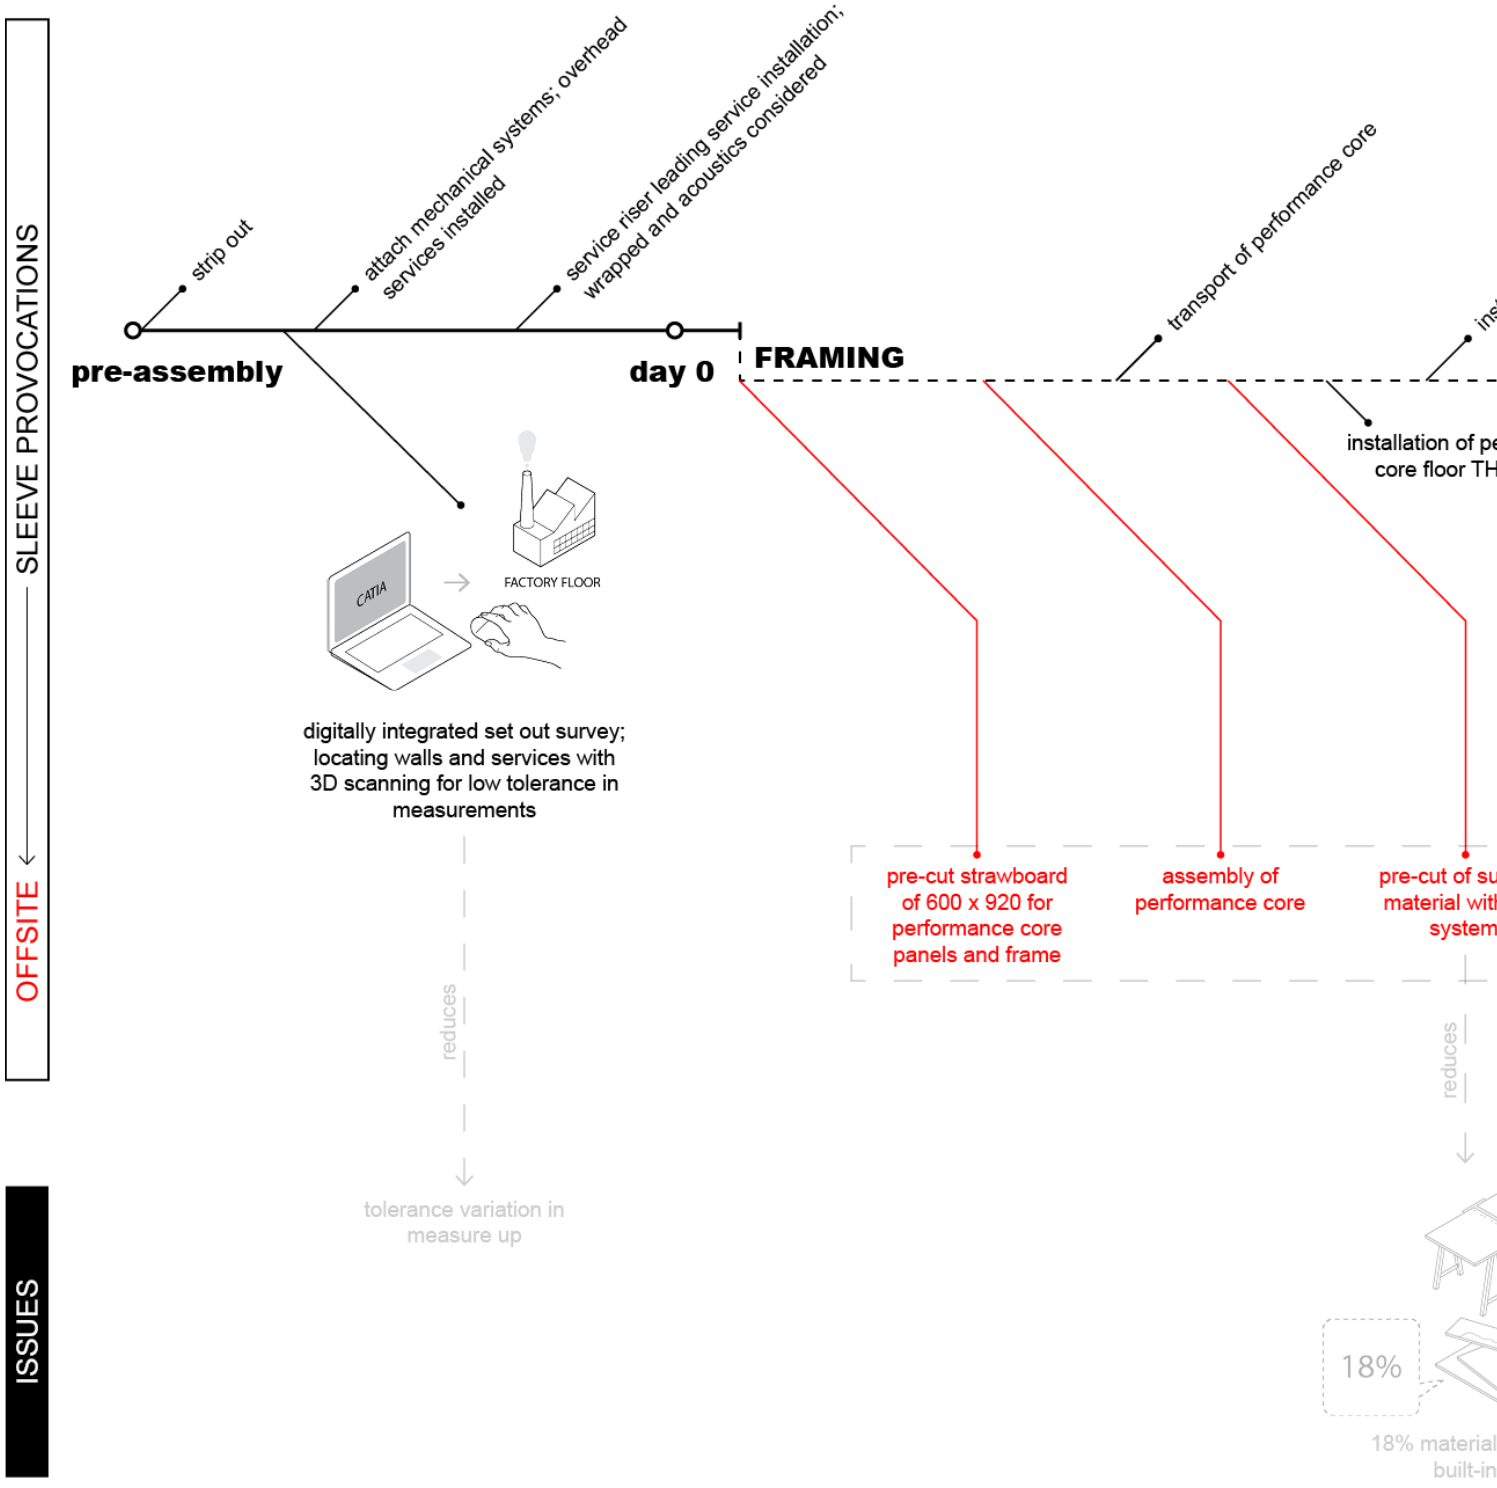 SLEEVE PROVOCATIONS
OFFSITE
ISSUES
strip out
attach mechanical systems; overhead
services installed
service riser leading service installation;
wrapped and acoustics considered
transport of performance core
pre-assembly
day 0
FRAMING
installation of
core floor
CATIA
FACTORY FLOOR
digitally integrated set out survey;
locating walls and services with
3D scanning for low tolerance in
measurements
reduces
tolerance variation in
measure up
pre-cut strawboard
of 600 x 920 for
performance core
panels and frame
assembly of
performance core
pre-cut of
material
system
reduces
18%
18% material
built-in